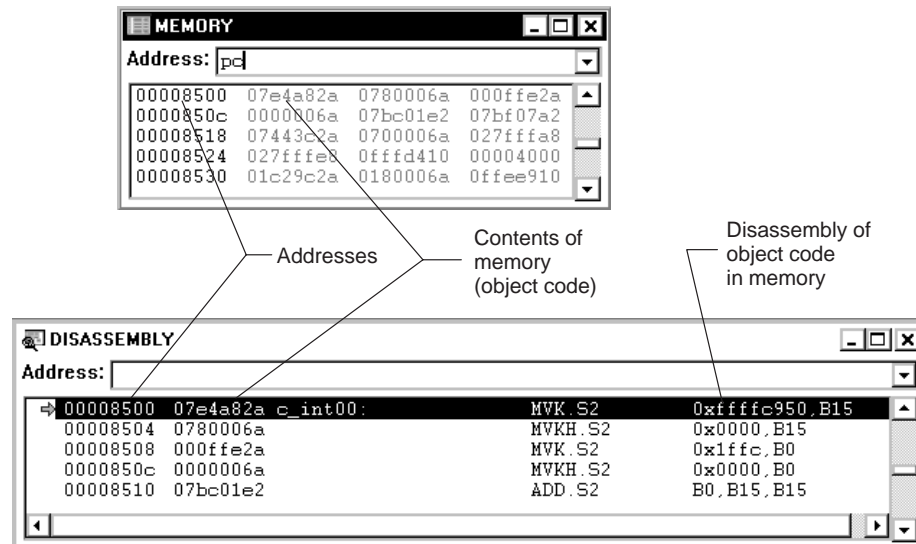 MEMORY
Address: pc
00008500 07e4a82a 0780006a 000ffe2a
0000850c 0000006a 07bc01e2 07bf07a2
00008518 07443c2a 0700006a 027fffa8
00008524 027fffe8 0fffd410 00004000
00008530 01c29c2a 0180006a 0ffee910
Addresses
Contents of
memory
(object code)
Disassembly of
object code
in memory
DISASSEMBLY
Address:
00008500 07e4a82a c_int00: MVK.S2 0xffffc950,B15
00008504 0780006a MVKH.S2 0x0000,B15
00008508 000ffe2a MVK.S2 0x1ffc,B0
0000850c 0000006a MVKH.S2 0x0000,B0
00008510 07bc01e2 ADD.S2 B0,B15,B15